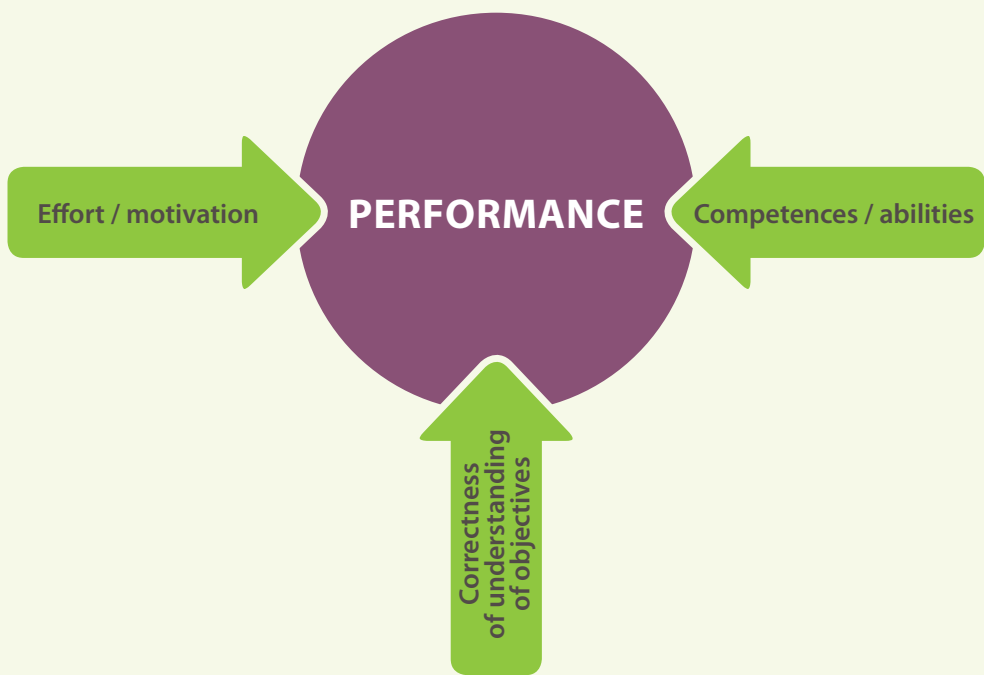 Effort / motivation
PERFORMANCE
Competences / abilities
Correctness
of understanding
of objectives